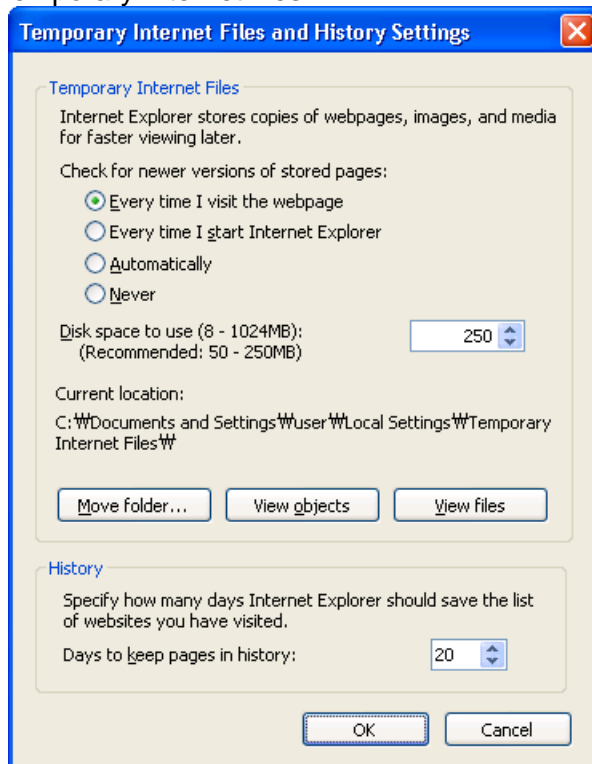 Temporary Internet Files and History Settings
Temporary Internet Files
Internet Explorer stores copies of webpages, images, and media
for faster viewing later.
Check for newer versions of stored pages:
Every time I visit the webpage
Every time I start Internet Explorer
Automatically
Never
Disk space to use (8 - 1024MB): 250
(Recommended: 50 - 250MB)
Current location:
C:₩Documents and Settings₩user₩Local Settings₩Temporary
Internet Files₩
Move folder... View objects View files
History
Specify how many days Internet Explorer should save the list
of websites you have visited.
Days to keep pages in history: 20
OK Cancel